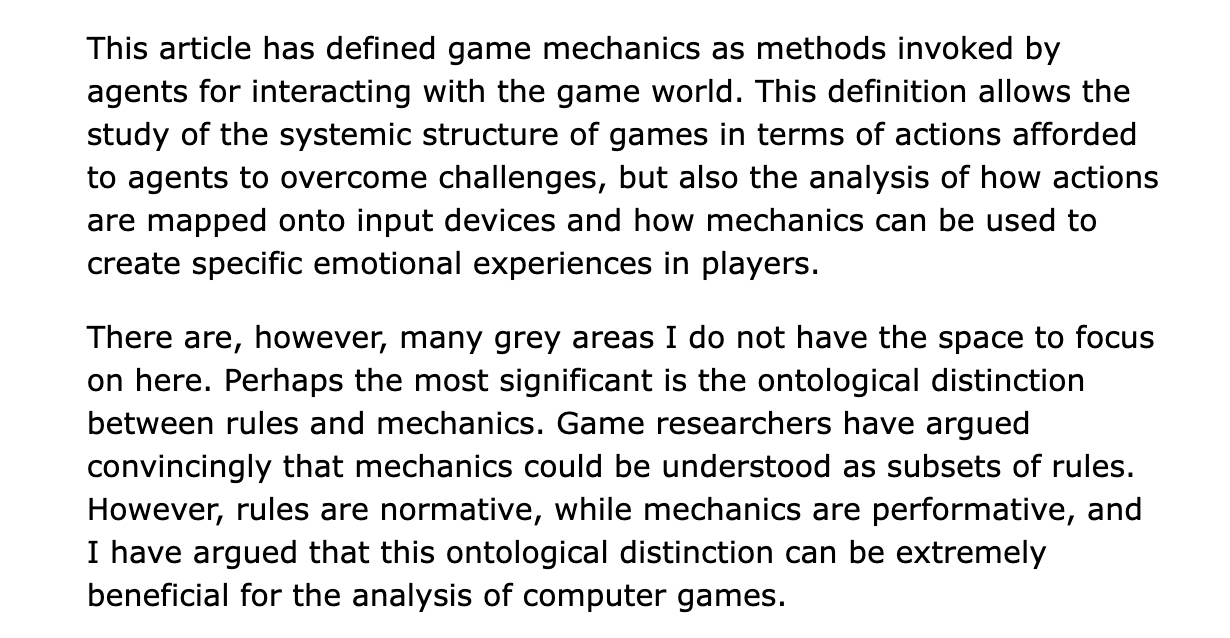 This article has defined game mechanics as methods invoked by
agents for interacting with the game world. This definition allows the
study of the systemic structure of games in terms of actions afforded
to agents to overcome challenges, but also the analysis of how actions
are mapped onto input devices and how mechanics can be used to
create specific emotional experiences in players.
There are, however, many grey areas I do not have the space to focus
on here. Perhaps the most significant is the ontological distinction
between rules and mechanics. Game researchers have argued
convincingly that mechanics could be understood as subsets of rules.
However, rules are normative, while mechanics are performative, and
I have argued that this ontological distinction can be extremely
beneficial for the analysis of computer games.